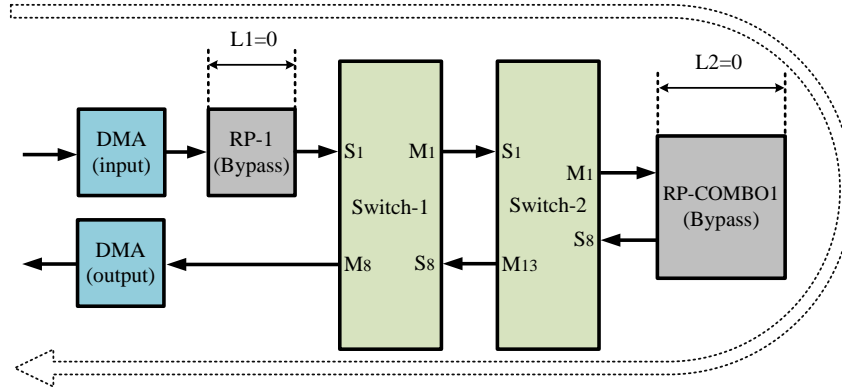 L1=0
L2=0
DMA
(input)
RP-1
(Bypass)
S1
M1
Switch-1
M8
S8
S1
M1
Switch-2
S8
M13
RP-COMBO1
(Bypass)
DMA
(output)